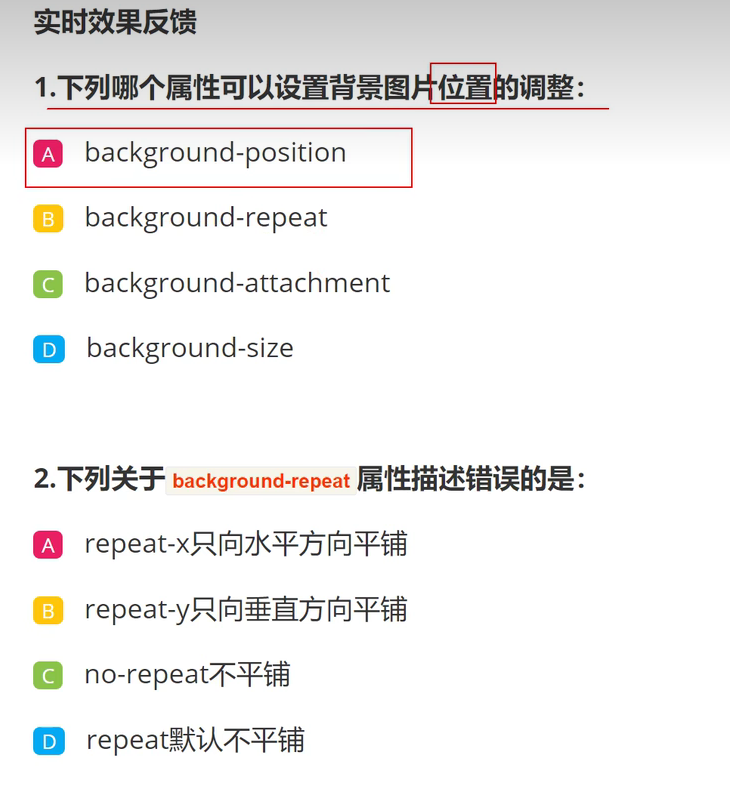 实时效果反馈
1.下列哪个属性可以设置背景图片位置的调整：
A background-position
B background-repeat
C background-attachment
D background-size
2.下列关于 background-repeat 属性描述错误的是：
A repeat-x只向水平方向平铺
B repeat-y只向垂直方向平铺
C no-repeat不平铺
D repeat默认不平铺